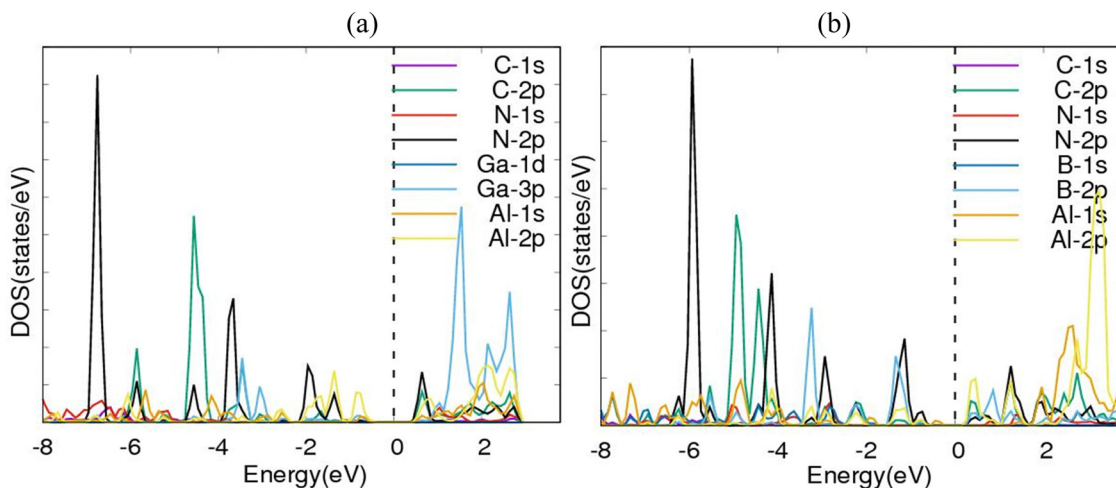 (a)
(b)
C-1s
C-2p
N-1s
N-2p
Ga-1d
Ga-3p
Al-1s
Al-2p
DOS(states/eV)
-8 -6 -4 -2 0 2
Energy(eV)
C-1s
C-2p
N-1s
N-2p
B-1s
B-2p
Al-1s
Al-2p
DOS(states/eV)
-8 -6 -4 -2 0 2
Energy(eV)